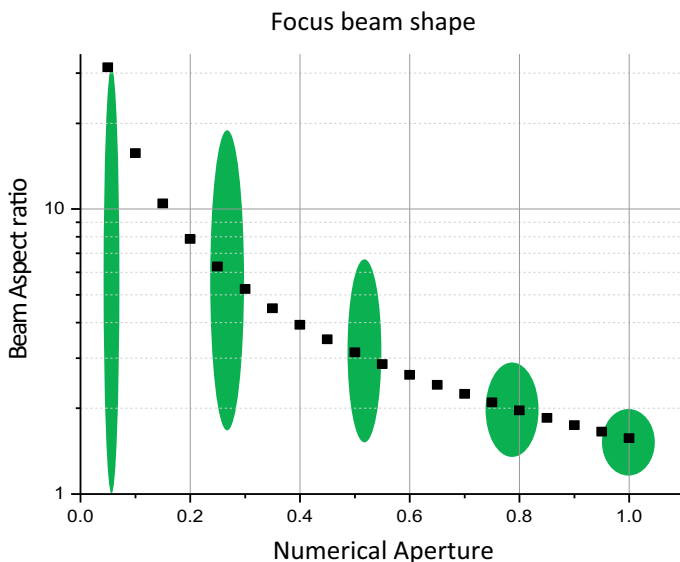 Focus beam shape
Beam Aspect ratio
10
1
0.0 0.2 0.4 0.6 0.8 1.0
Numerical Aperture